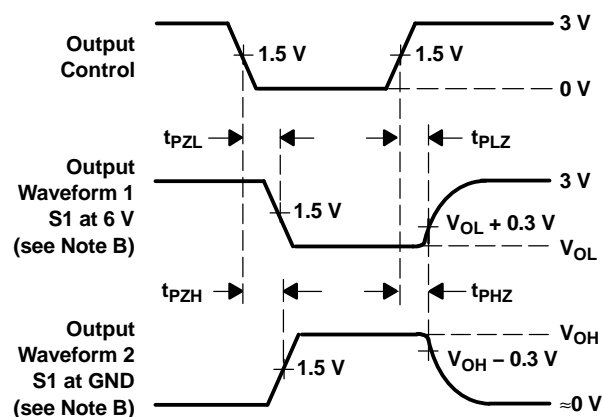 Output
Control
1.5 V
1.5 V
3 V
0 V
tPZL
tPLZ
Output
Waveform 1
S1 at 6 V
(see Note B)
1.5 V
3 V
VOL + 0.3 V
VOL
tPZH
tPHZ
Output
Waveform 2
S1 at GND
(see Note B)
1.5 V
VOH
VOH − 0.3 V
≈0 V